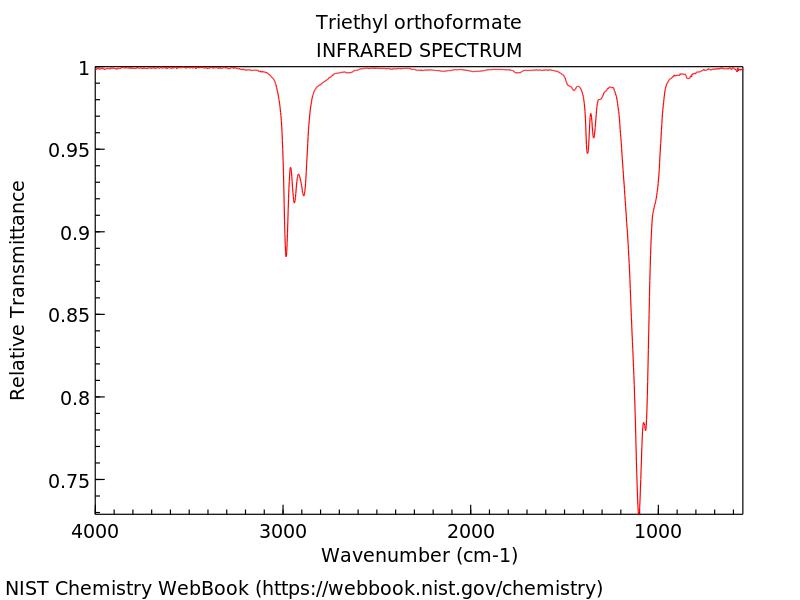 Triethyl orthoformate
INFRARED SPECTRUM
1
0.95
0.9
0.85
0.8
0.75
Relative Transmittance
4000 3000 2000 1000
Wavenumber (cm-1)
NIST Chemistry WebBook (https://webbook.nist.gov/chemistry)